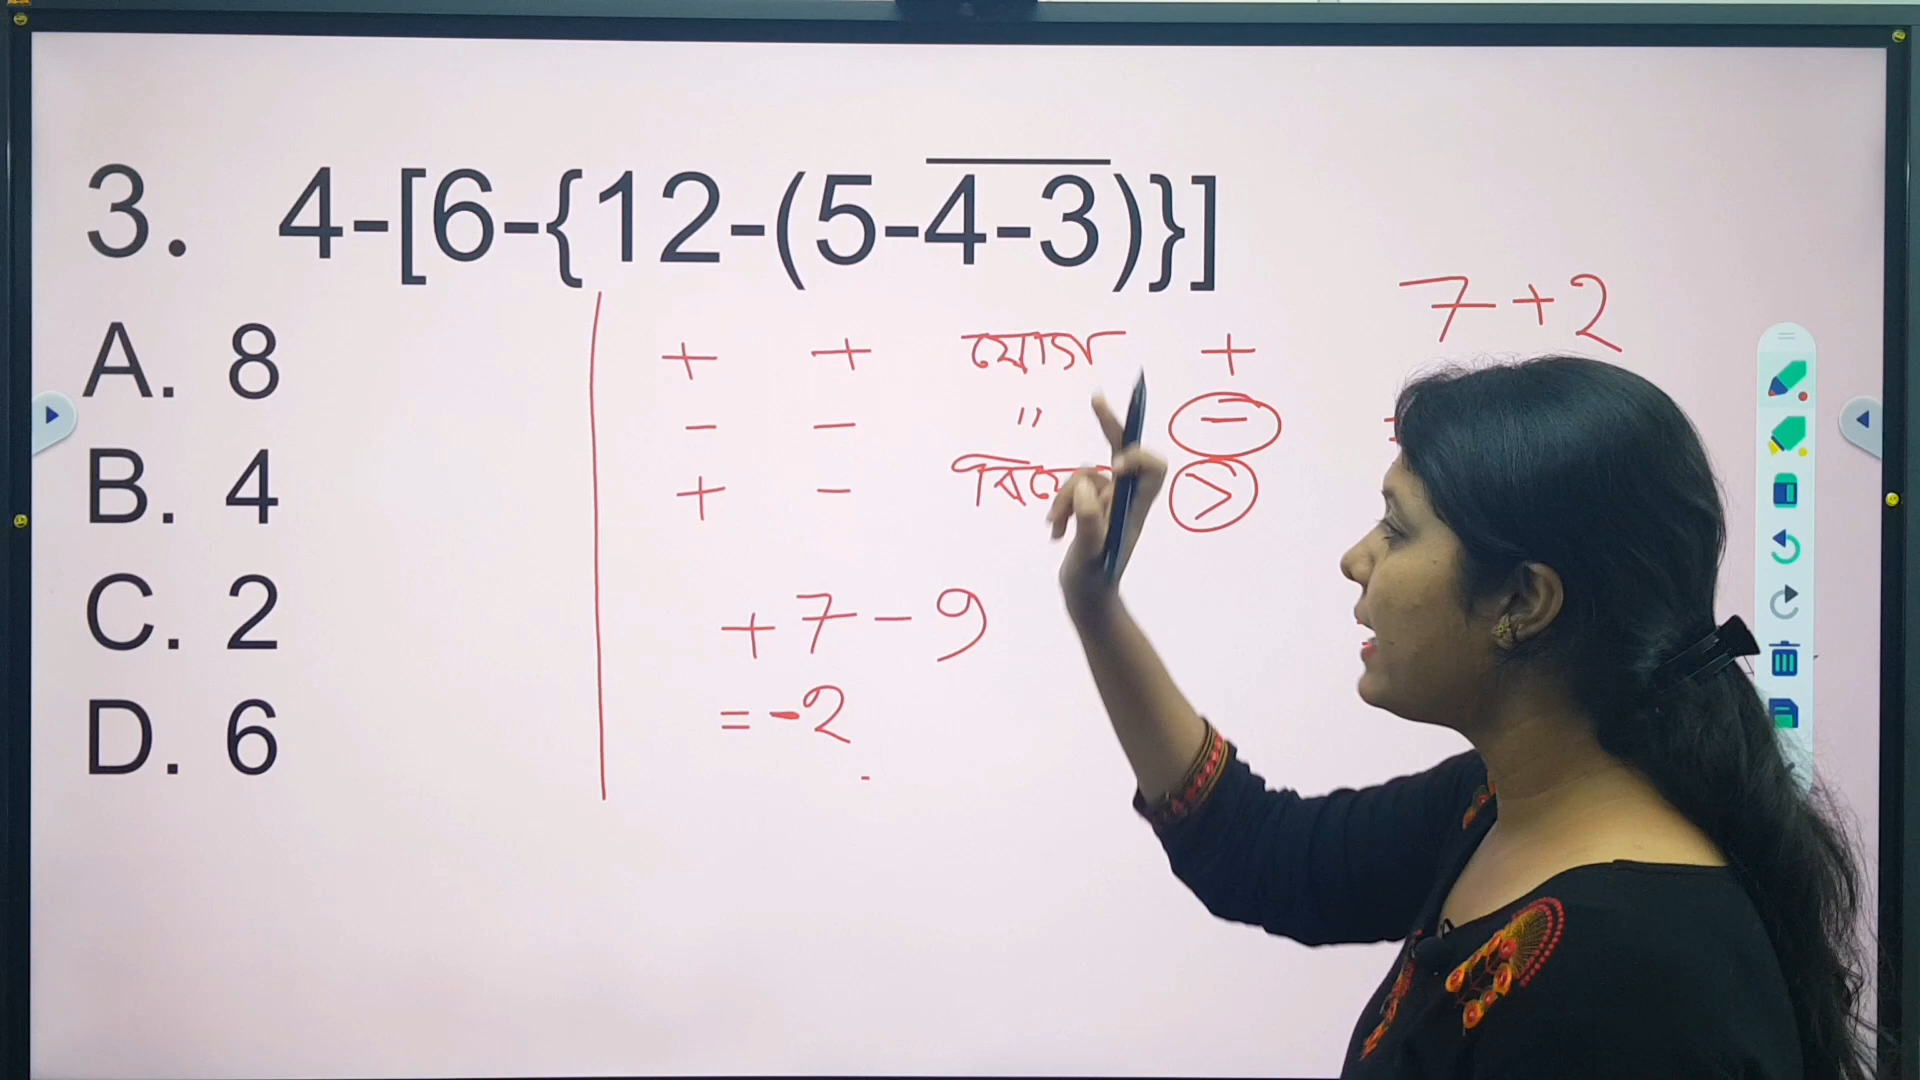 3. 4-[6-{12-(5-4̅-̅3̅)}]
A. 8
B. 4
C. 2
D. 6
+ + যোগ +
- - " -
+ - >
+7-9
= -2
7+2